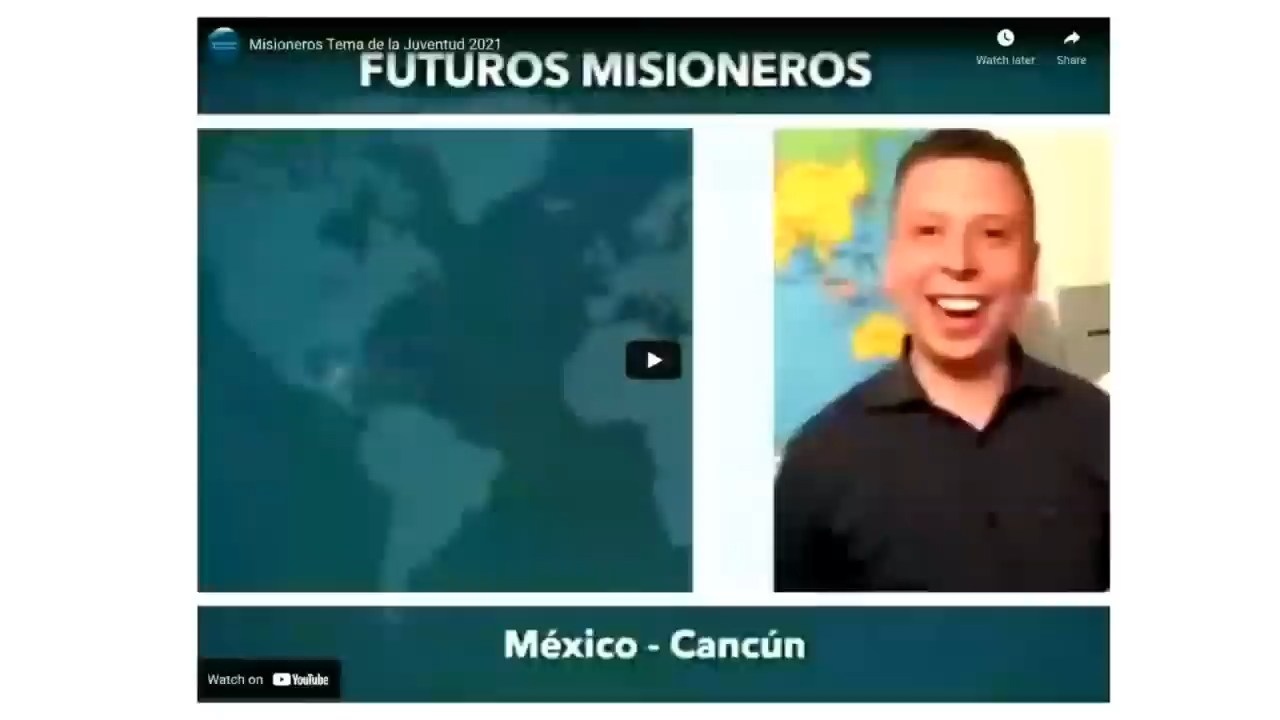 Misioneros Tema de la Juventud 2021
Watch later
Share
FUTUROS MISIONEROS
México - Cancún
Watch on YouTube